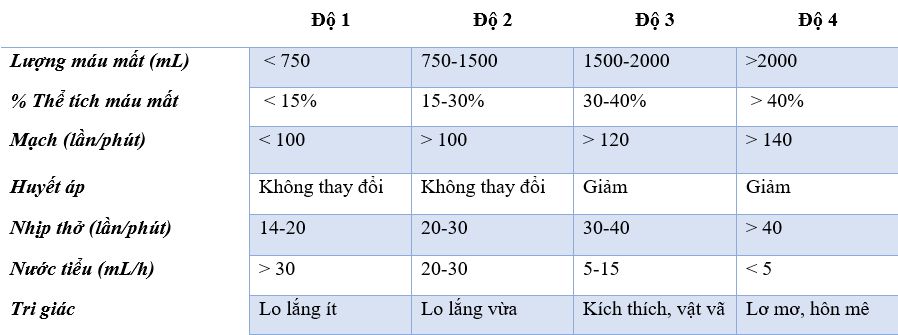 Độ 1 Độ 2 Độ 3 Độ 4
Lượng máu mất (mL) < 750 750-1500 1500-2000 >2000
% Thể tích máu mất < 15% 15-30% 30-40% > 40%
Mạch (lần/phút) < 100 > 100 > 120 > 140
Huyết áp Không thay đổi Không thay đổi Giảm Giảm
Nhịp thở (lần/phút) 14-20 20-30 30-40 > 40
Nước tiểu (mL/h) > 30 20-30 5-15 < 5
Tri giác Lo lắng ít Lo lắng vừa Kích thích, vật vã Lơ mơ, hôn mê